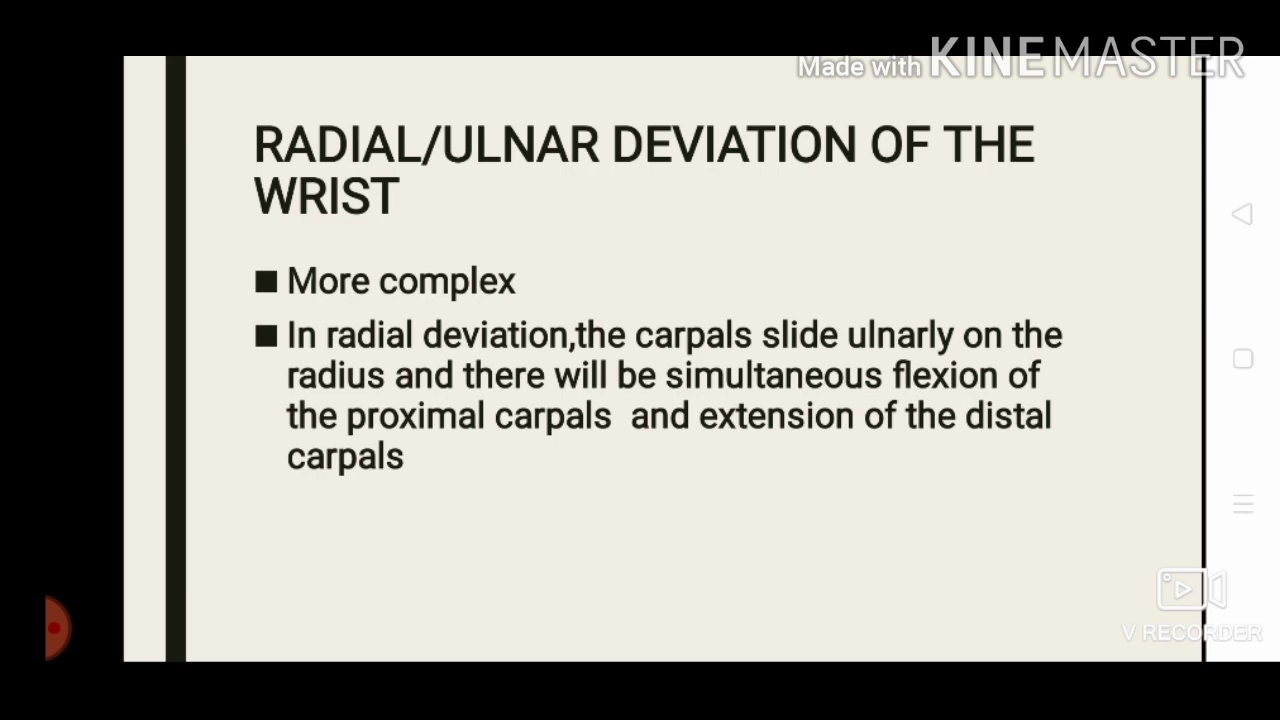 Made with KINEMASTER
RADIAL/ULNAR DEVIATION OF THE
WRIST
■ More complex
■ In radial deviation,the carpals slide ulnarly on the
radius and there will be simultaneous flexion of
the proximal carpals and extension of the distal
carpals
V RECORDER